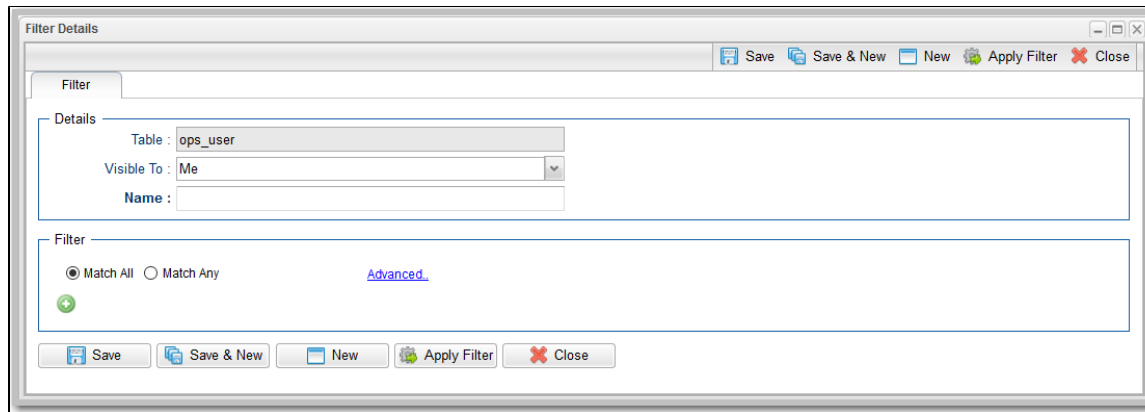 Filter Details
Save Save & New New Apply Filter Close
Filter
Details
Table : ops_user
Visible To : Me
Name :
Filter
Match All Match Any Advanced..
Save Save & New New Apply Filter Close